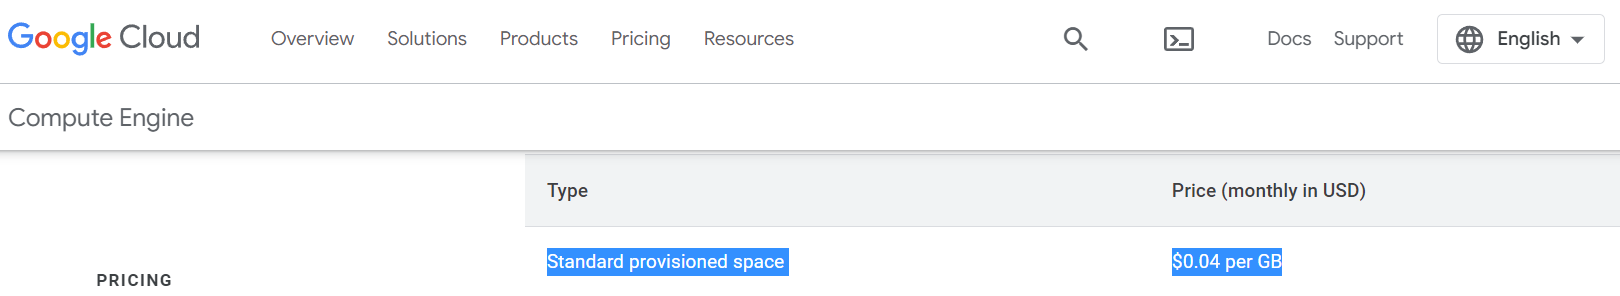 Google Cloud Overview Solutions Products Pricing Resources Docs Support English
Compute Engine
Type Price (monthly in USD)
Standard provisioned space $0.04 per GB
PRICING